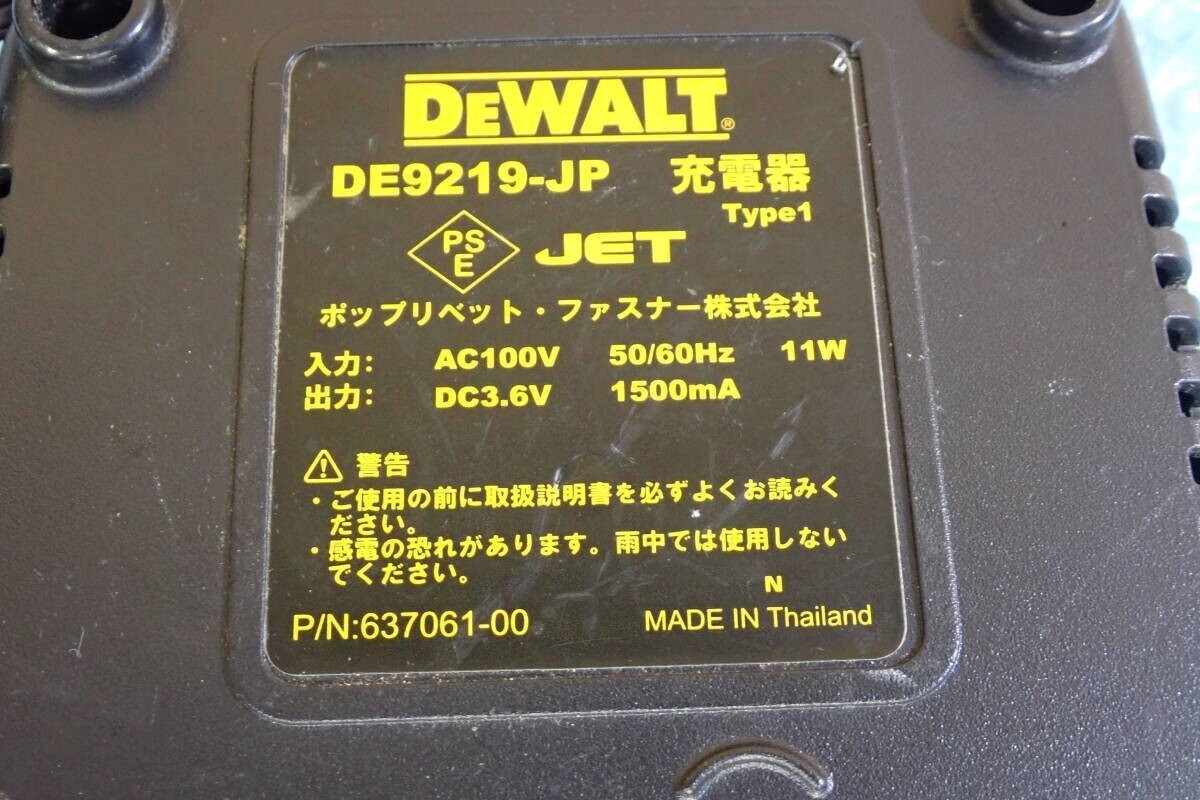 DEWALT®
DE9219-JP 充電器
Type1
PS
E
JET
ポップリベット・ファスナー株式会社
入力: AC100V 50/60Hz 11W
出力: DC3.6V 1500mA
⚠ 警告
・ご使用の前に取扱説明書を必ずよくお読みく
ださい。
・感電の恐れがあります。雨中では使用しない
でください。
N
P/N:637061-00 MADE IN Thailand